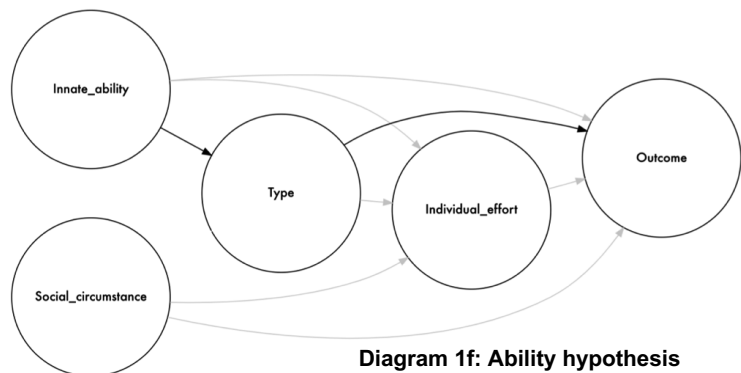 Innate_ability
Type
Individual_effort
Outcome
Social_circumstance
Diagram 1f: Ability hypothesis